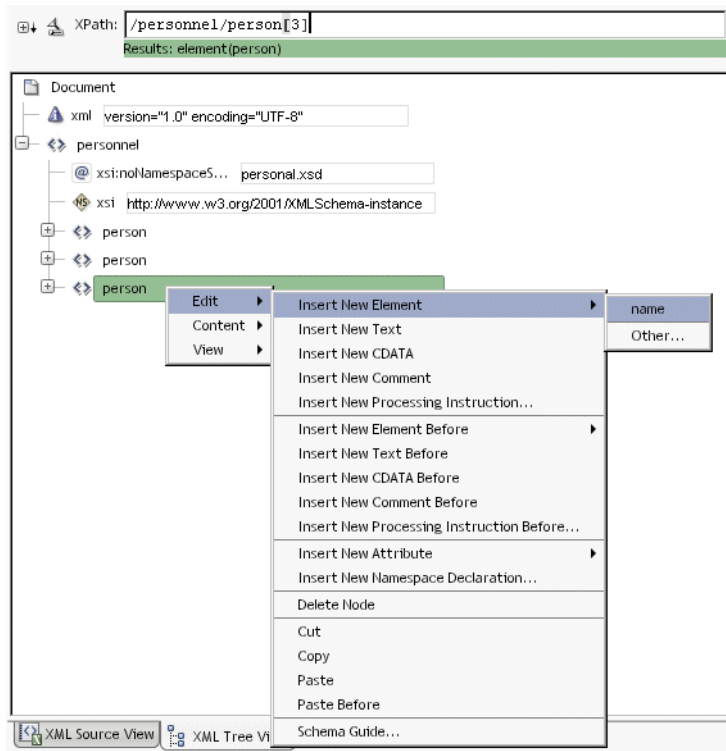 XPath: /personnel/person[3]
Results: element(person)
Document
xml version="1.0" encoding="UTF-8"
personnel
@ xsi:noNamespaceS... personal.xsd
NS xsi http://www.w3.org/2001/XMLSchema-instance
person
person
person
Edit
Content
View
Insert New Element
Insert New Text
Insert New CDATA
Insert New Comment
Insert New Processing Instruction...
Insert New Element Before
Insert New Text Before
Insert New CDATA Before
Insert New Comment Before
Insert New Processing Instruction Before...
Insert New Attribute
Insert New Namespace Declaration...
Delete Node
Cut
Copy
Paste
Paste Before
Schema Guide...
name
Other...
XML Source View XML Tree Vi